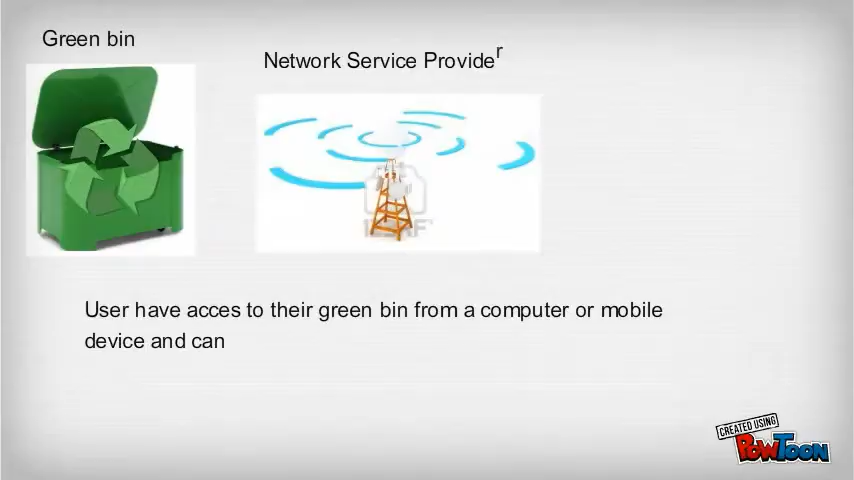 Green bin
Network Service Provider
User have acces to their green bin from a computer or mobile
device and can
CREATED USING
PowToon